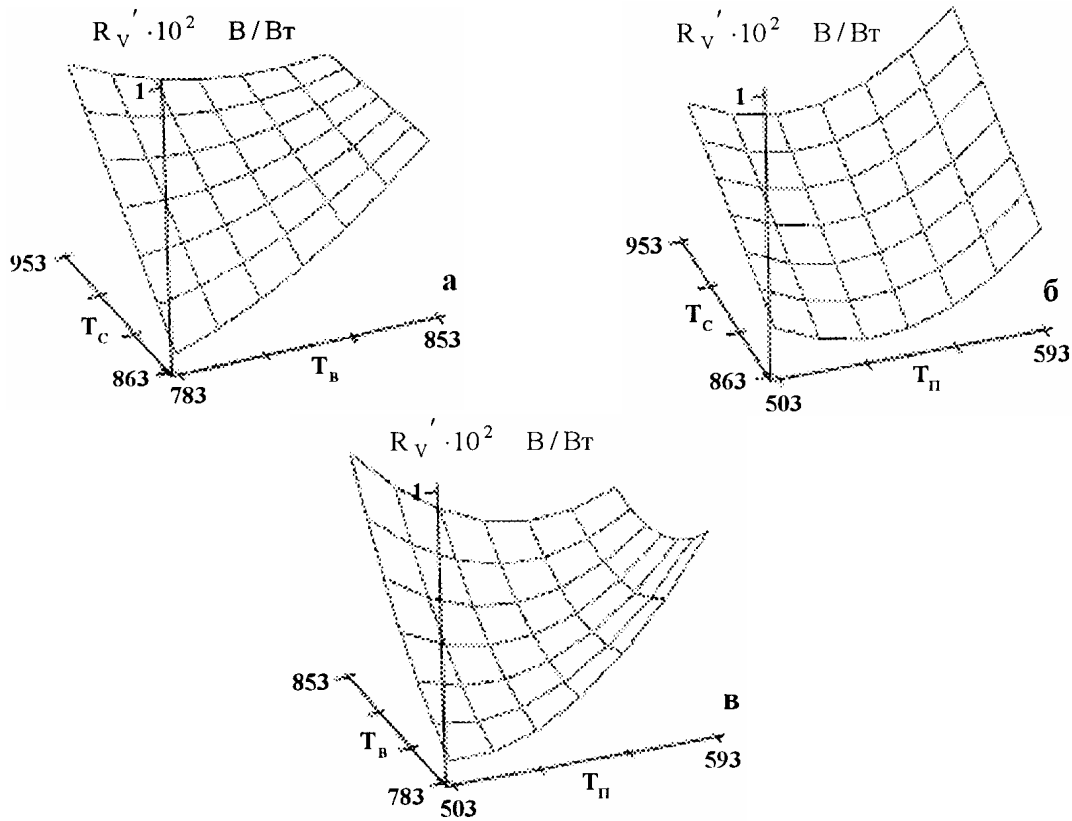 R_V' ·10² В/Вт
1
953
T_C
863
783
T_В
853
а
R_V' ·10² В/Вт
1
953
T_C
863
503
T_П
593
б
R_V' ·10² В/Вт
1
853
T_В
783
503
T_П
593
в